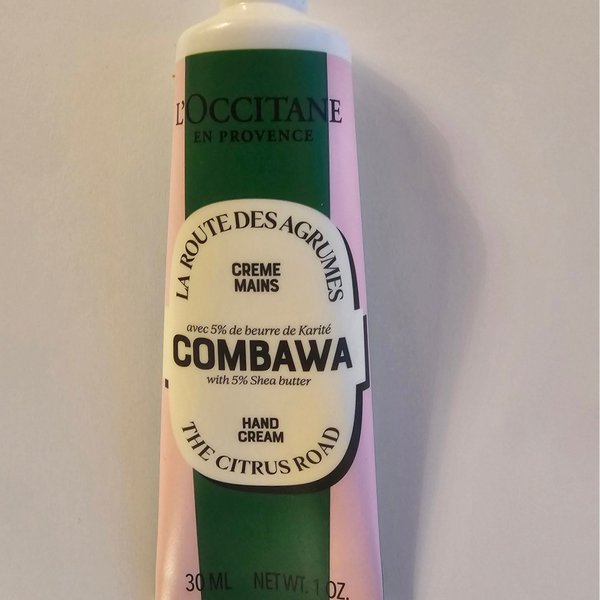 L'OCCITANE
EN PROVENCE
LA ROUTE DES AGRUMES
CREME
MAINS
avec 5% de beurre de Karité
COMBAWA
with 5% Shea butter
HAND
CREAM
THE CITRUS ROAD
30 ML NET WT. 1 OZ.